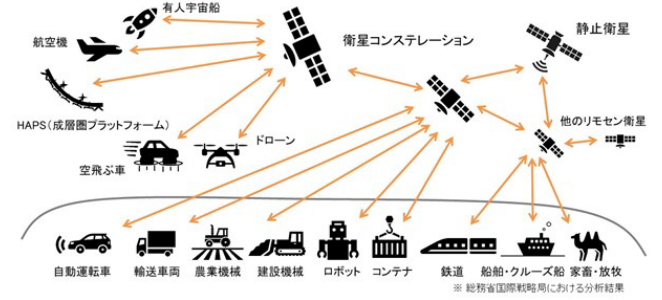 有人宇宙船
航空機
衛星コンステレーション
静止衛星
HAPS(成層圏プラットフォーム)
空飛ぶ車
ドローン
他のリモセン衛星
自動運転車
輸送車両
農業機械
建設機械
ロボット
コンテナ
鉄道
船舶・クルーズ船
家畜・放牧
※ 総務省国際戦略局における分析結果